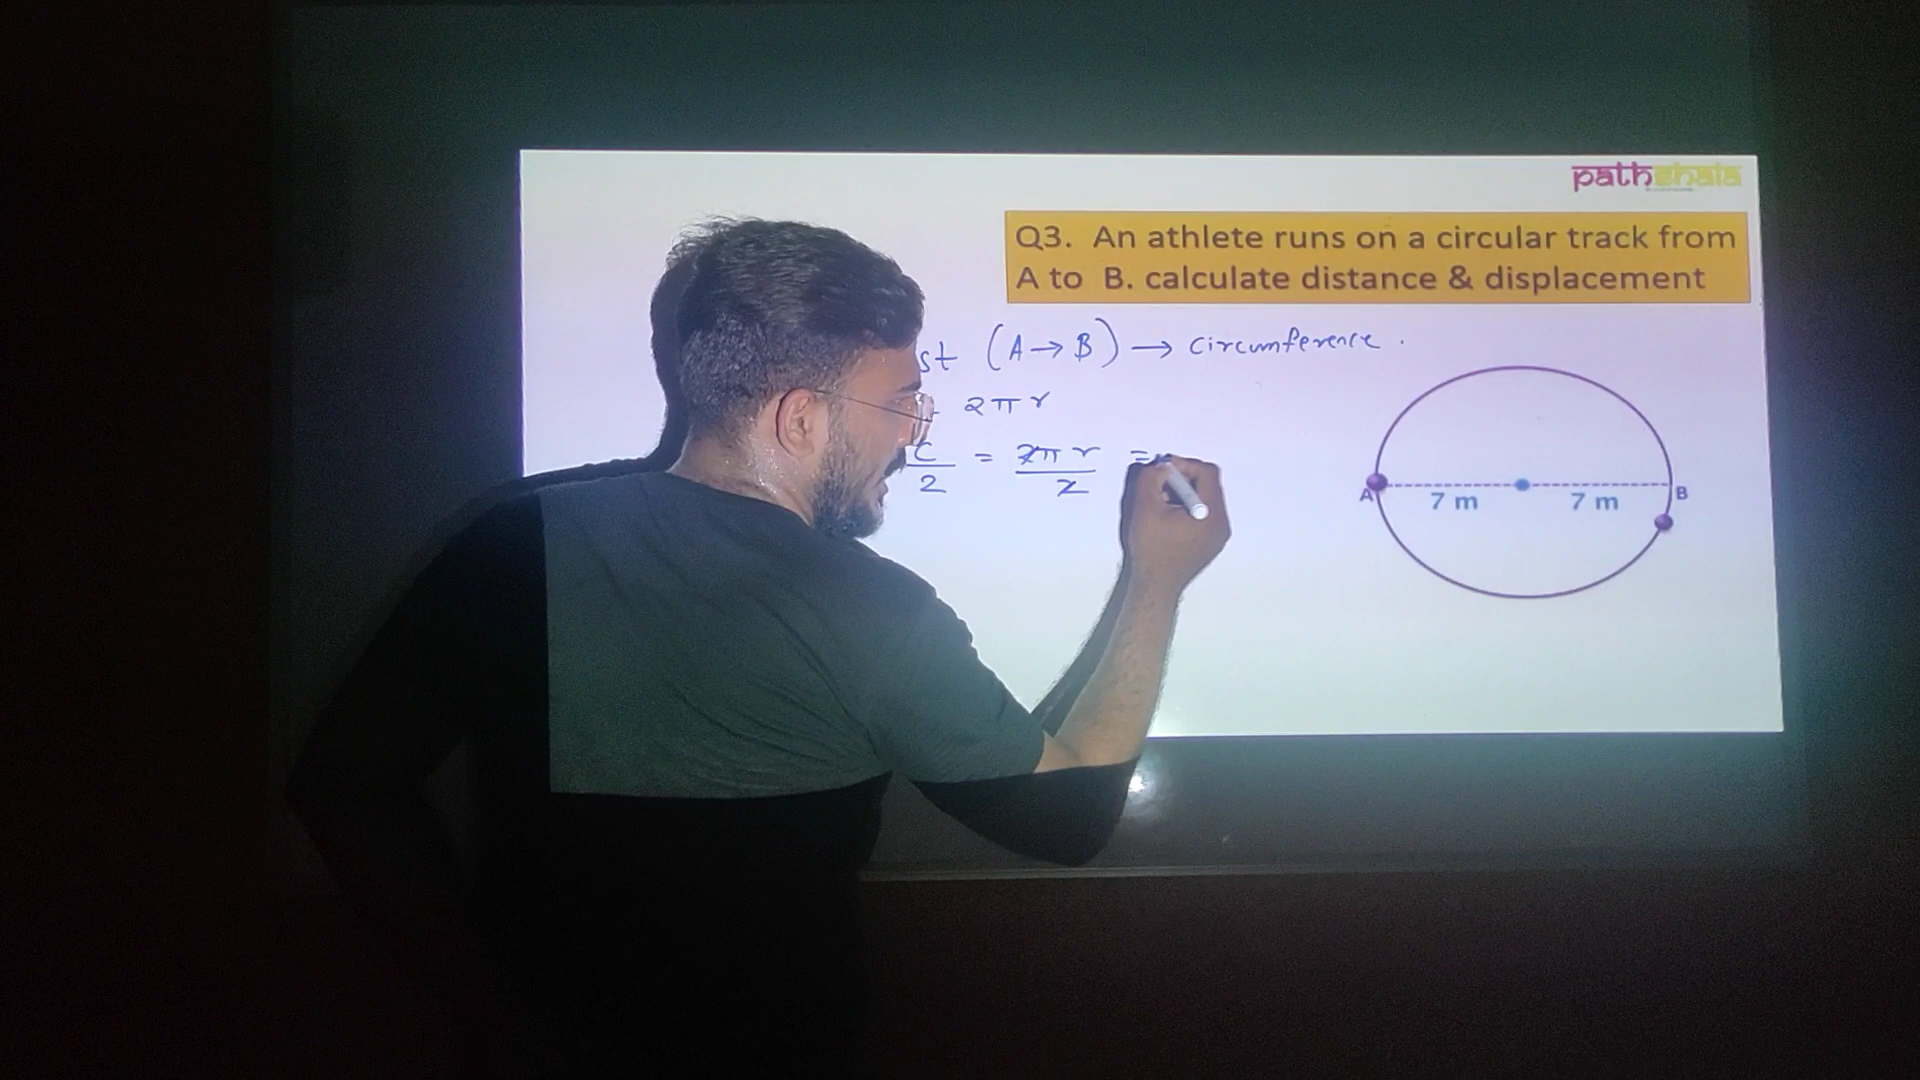 pathshala
Q3. An athlete runs on a circular track from
A to B. calculate distance & displacement
st (A → B) → circumference.
2πr
c/2 = 2πr/2 =
A 7 m 7 m B